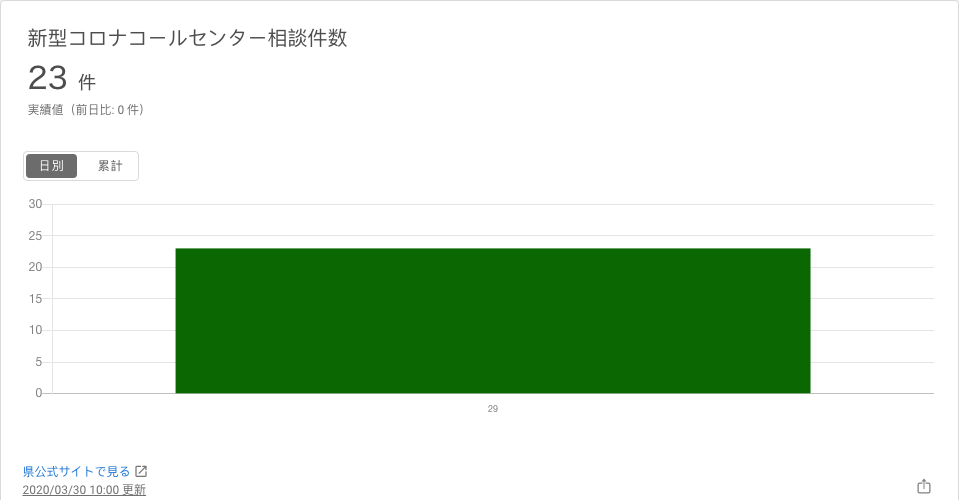 新型コロナコールセンター相談件数
23 件
実績値（前日比: 0 件）
日別 累計
30
25
20
15
10
5
0
29
県公式サイトで見る
2020/03/30 10:00 更新